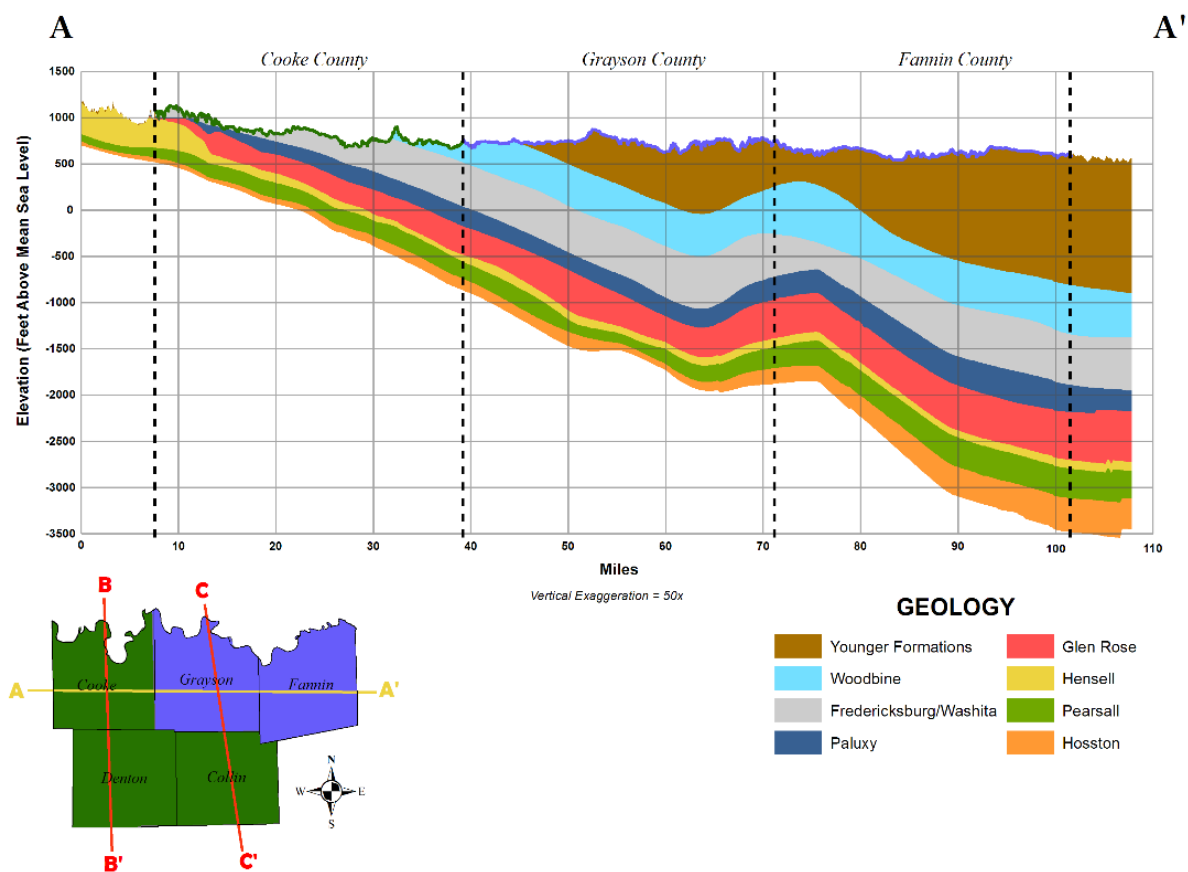 A A'
Cooke County Grayson County Fannin County
1500
1000
500
0
-500
-1000
-1500
-2000
-2500
-3000
-3500
Elevation (Feet Above Mean Sea Level)
0 10 20 30 40 50 60 70 80 90 100 110
Miles
Vertical Exaggeration = 50x
B C
A Cooke Grayson Fannin A'
Denton Collin
B' C'
N
W E
S
GEOLOGY
Younger Formations
Woodbine
Fredericksburg/Washita
Paluxy
Glen Rose
Hensell
Pearsall
Hosston